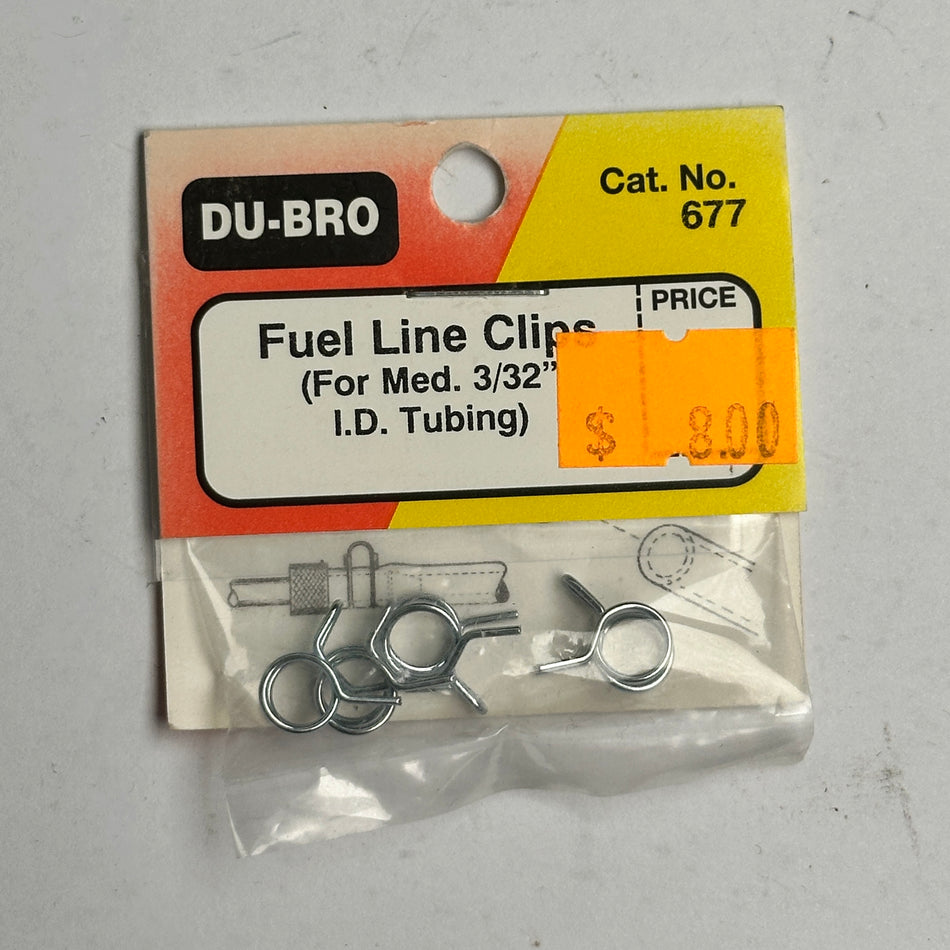 DU-BRO
Cat. No.
677
PRICE
Fuel Line Clips
(For Med. 3/32”
I.D. Tubing)
$ 8.00